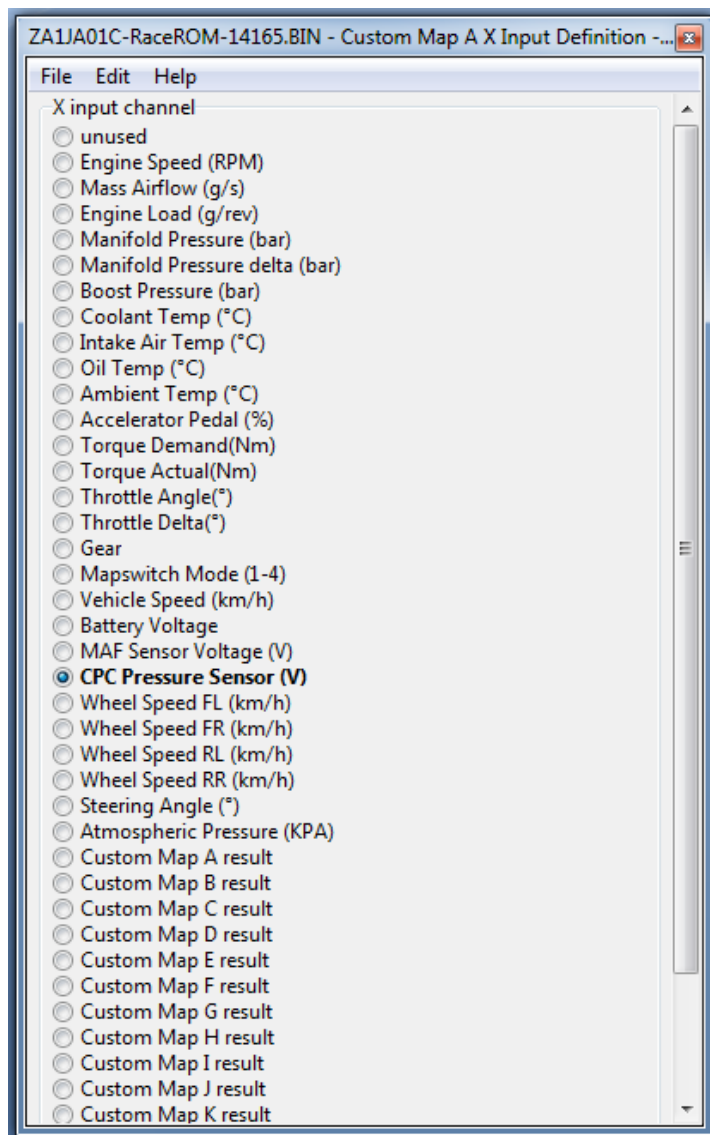 ZA1JA01C-RaceROM-14165.BIN - Custom Map A X Input Definition -...
File Edit Help
X input channel
unused
Engine Speed (RPM)
Mass Airflow (g/s)
Engine Load (g/rev)
Manifold Pressure (bar)
Manifold Pressure delta (bar)
Boost Pressure (bar)
Coolant Temp (°C)
Intake Air Temp (°C)
Oil Temp (°C)
Ambient Temp (°C)
Accelerator Pedal (%)
Torque Demand(Nm)
Torque Actual(Nm)
Throttle Angle(°)
Throttle Delta(°)
Gear
Mapswitch Mode (1-4)
Vehicle Speed (km/h)
Battery Voltage
MAF Sensor Voltage (V)
CPC Pressure Sensor (V)
Wheel Speed FL (km/h)
Wheel Speed FR (km/h)
Wheel Speed RL (km/h)
Wheel Speed RR (km/h)
Steering Angle (°)
Atmospheric Pressure (KPA)
Custom Map A result
Custom Map B result
Custom Map C result
Custom Map D result
Custom Map E result
Custom Map F result
Custom Map G result
Custom Map H result
Custom Map I result
Custom Map J result
Custom Map K result